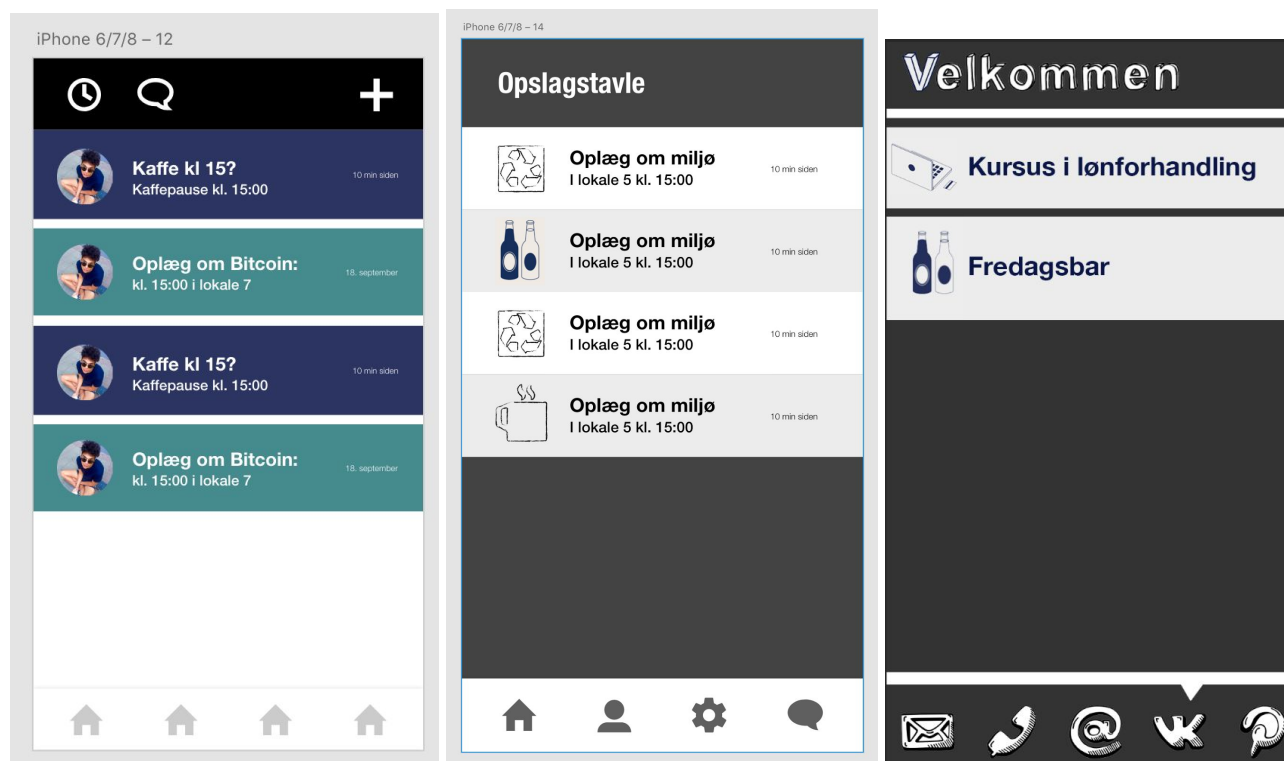 iPhone 6/7/8 – 12
Kaffe kl 15?
Kaffepause kl. 15:00
10 min siden
Oplæg om Bitcoin:
kl. 15:00 i lokale 7
18. september
Kaffe kl 15?
Kaffepause kl. 15:00
10 min siden
Oplæg om Bitcoin:
kl. 15:00 i lokale 7
18. september
iPhone 6/7/8 – 14
Opslagstavle
Oplæg om miljø
I lokale 5 kl. 15:00
10 min siden
Oplæg om miljø
I lokale 5 kl. 15:00
10 min siden
Oplæg om miljø
I lokale 5 kl. 15:00
10 min siden
Oplæg om miljø
I lokale 5 kl. 15:00
10 min siden
Velkommen
Kursus i lønforhandling
Fredagsbar